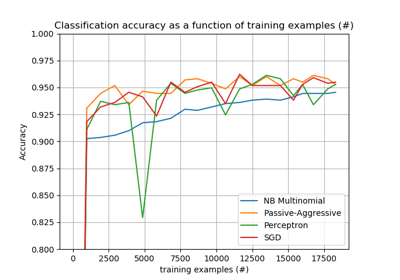 Classification accuracy as a function of training examples (#)
1.000
0.975
0.950
0.925
0.900
0.875
0.850
0.825
0.800
Accuracy
NB Multinomial
Passive-Aggressive
Perceptron
SGD
0 2500 5000 7500 10000 12500 15000 17500
training examples (#)